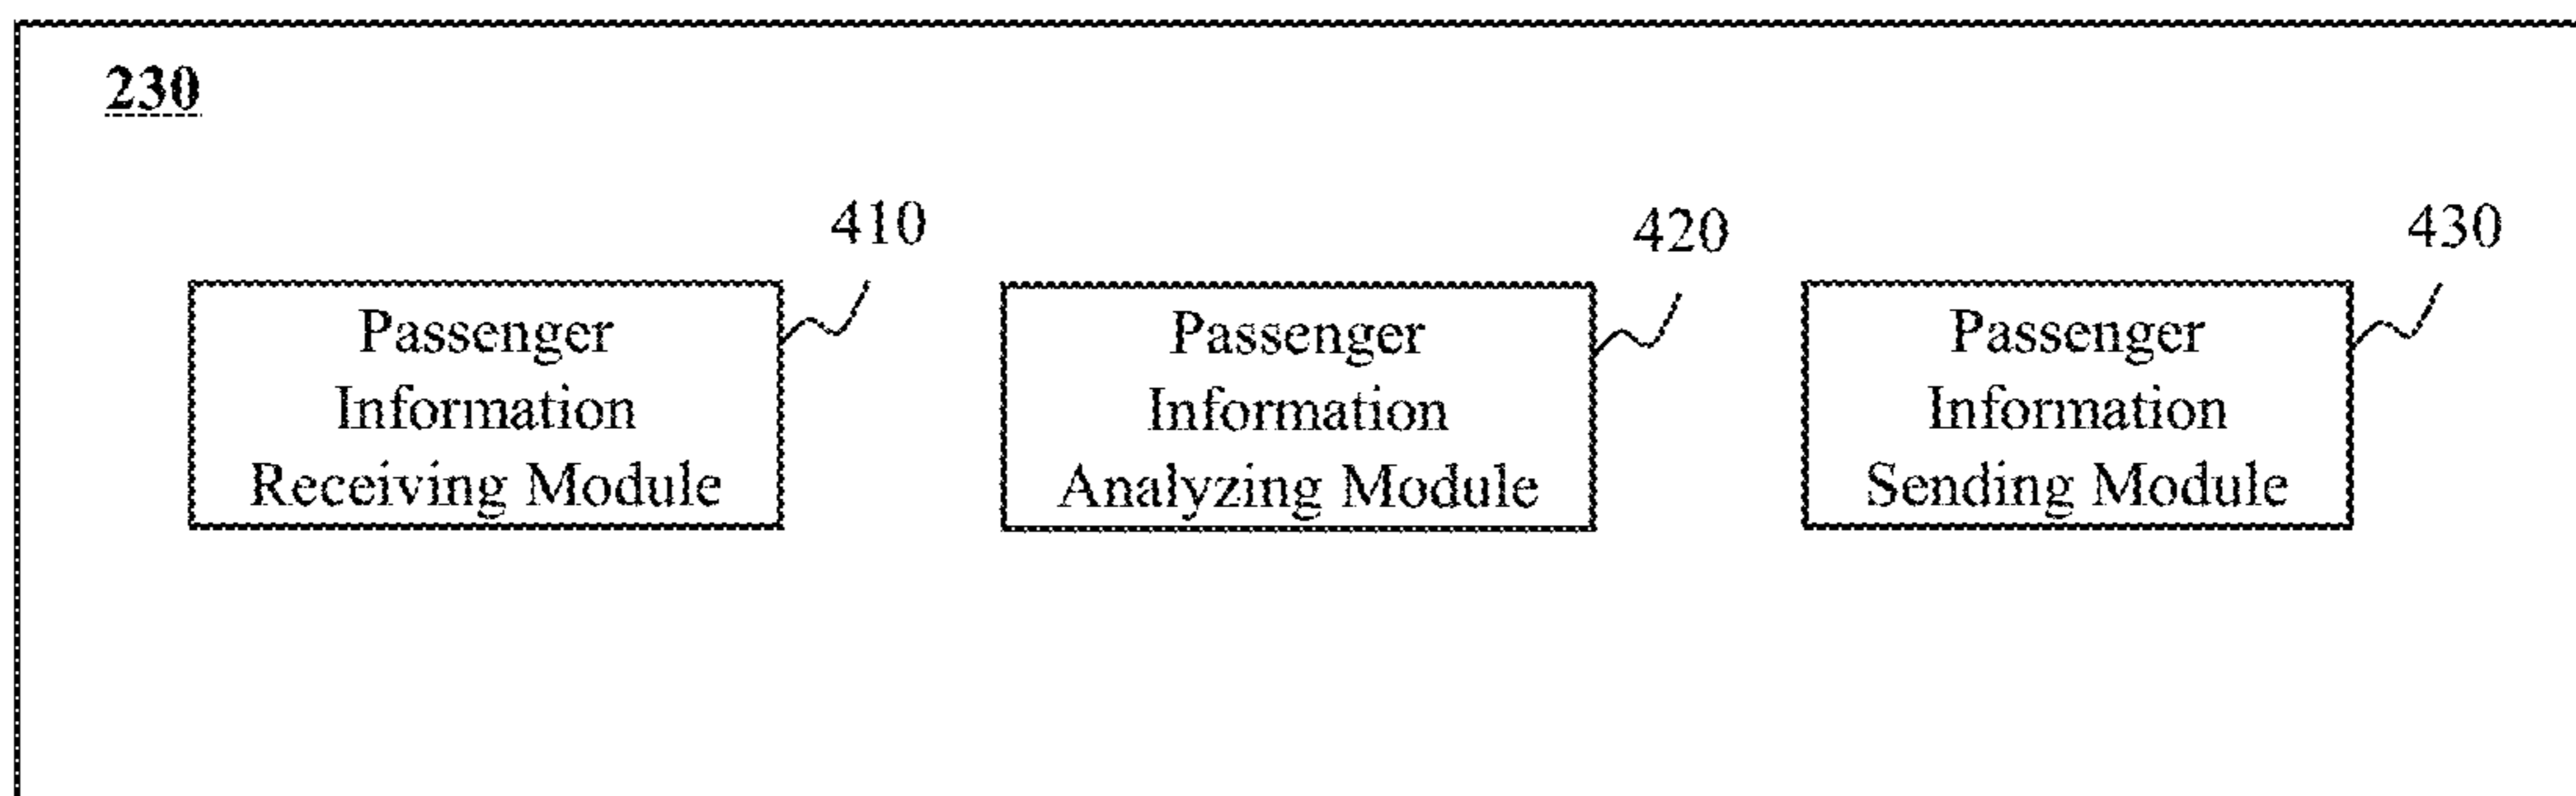 230
410
Passenger
Information
Receiving Module
420
Passenger
Information
Analyzing Module
430
Passenger
Information
Sending Module